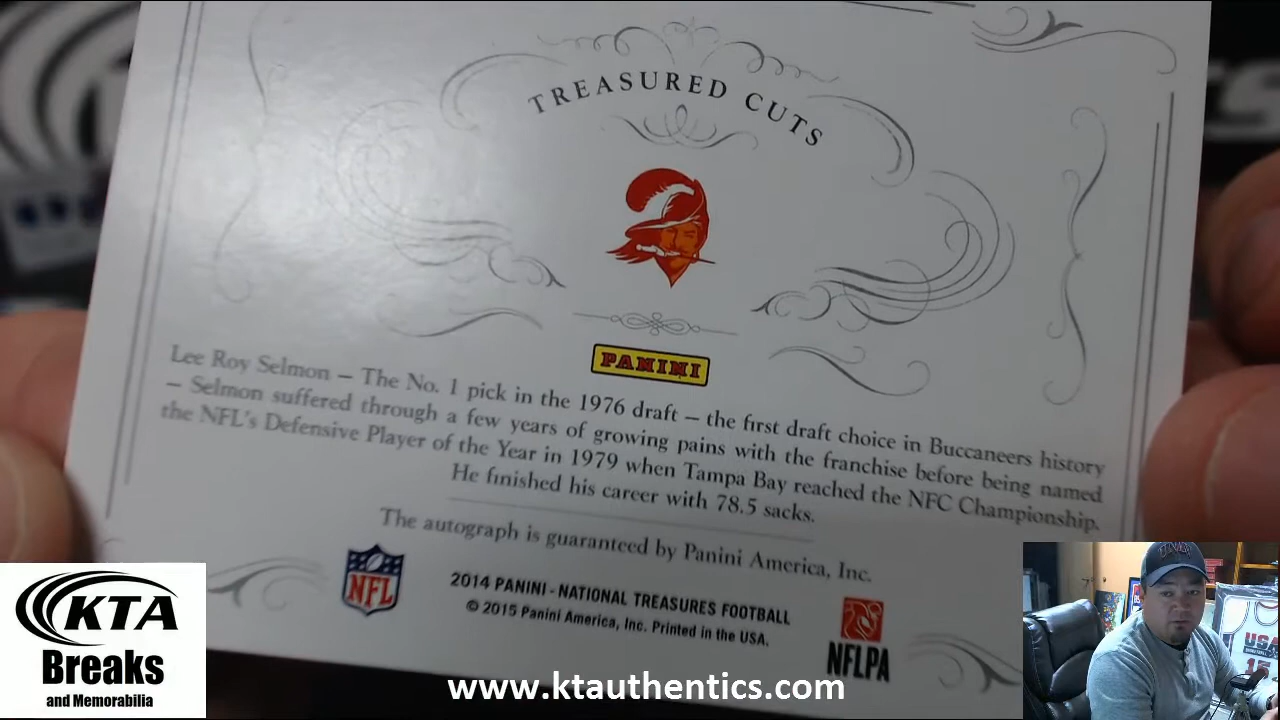 TREASURED CUTS
PANINI
Lee Roy Selmon – The No. 1 pick in the 1976 draft – the first draft choice in Buccaneers history
– Selmon suffered through a few years of growing pains with the franchise before being named
the NFL's Defensive Player of the Year in 1979 when Tampa Bay reached the NFC Championship.
He finished his career with 78.5 sacks.
The autograph is guaranteed by Panini America, Inc.
NFL
2014 PANINI - NATIONAL TREASURES FOOTBALL
© 2015 Panini America, Inc. Printed in the USA.
NFLPA
KTA
Breaks
and Memorabilia
www.ktauthentics.com
USA
15